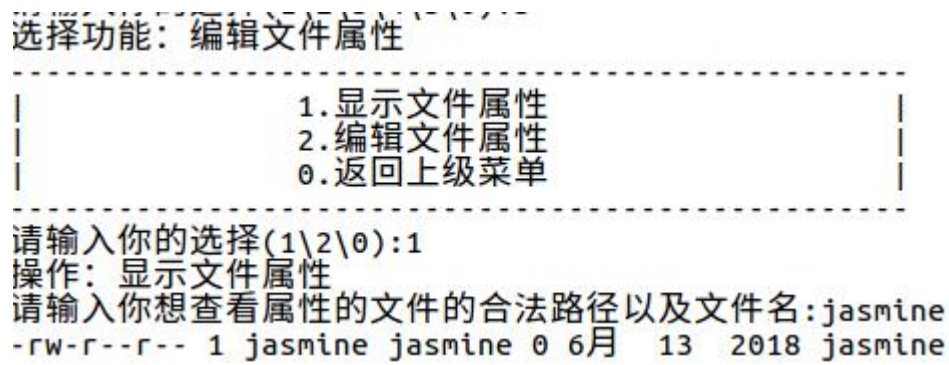 选择功能：编辑文件属性
--------------------------------------------------
| 1.显示文件属性 |
| 2.编辑文件属性 |
| 0.返回上级菜单 |
--------------------------------------------------
请输入你的选择(1\2\0):1
操作：显示文件属性
请输入你想查看属性的文件的合法路径以及文件名:jasmine
-rw-r--r-- 1 jasmine jasmine 0 6月  13  2018 jasmine